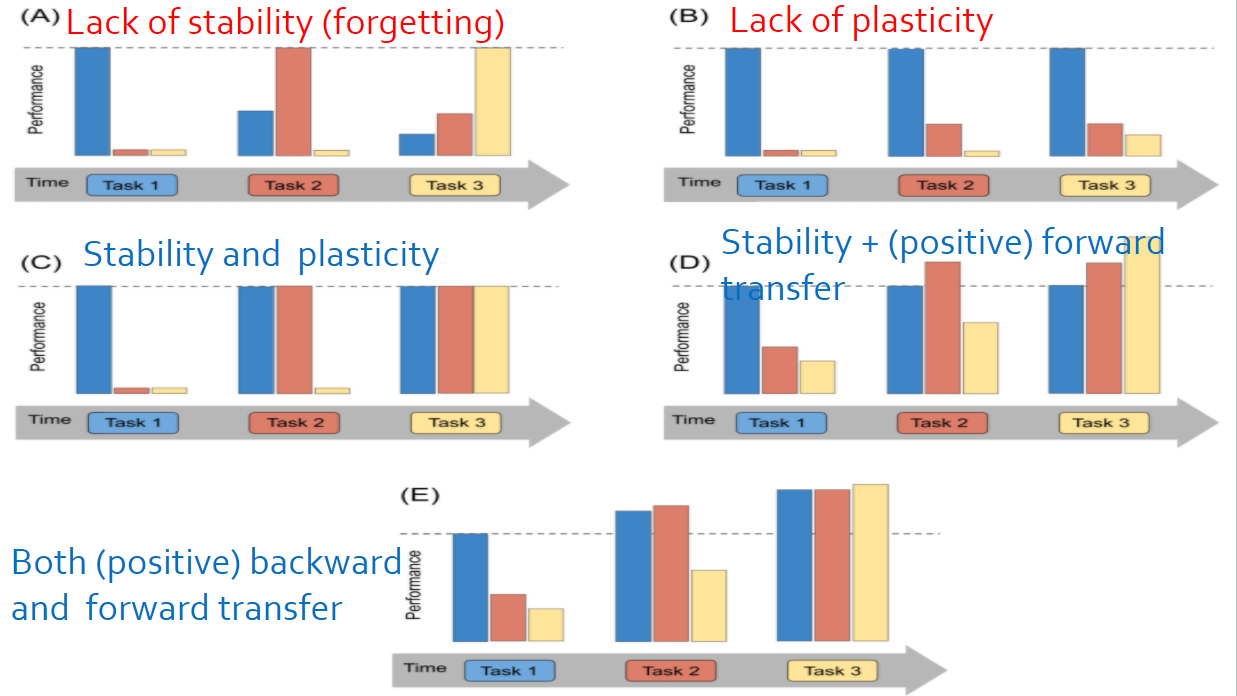 (A) Lack of stability (forgetting)
Performance
Time Task 1 Task 2 Task 3
(B) Lack of plasticity
Performance
Time Task 1 Task 2 Task 3
(C) Stability and plasticity
Performance
Time Task 1 Task 2 Task 3
(D) Stability + (positive) forward
transfer
Performance
Time Task 1 Task 2 Task 3
(E)
Both (positive) backward
and forward transfer
Performance
Time Task 1 Task 2 Task 3